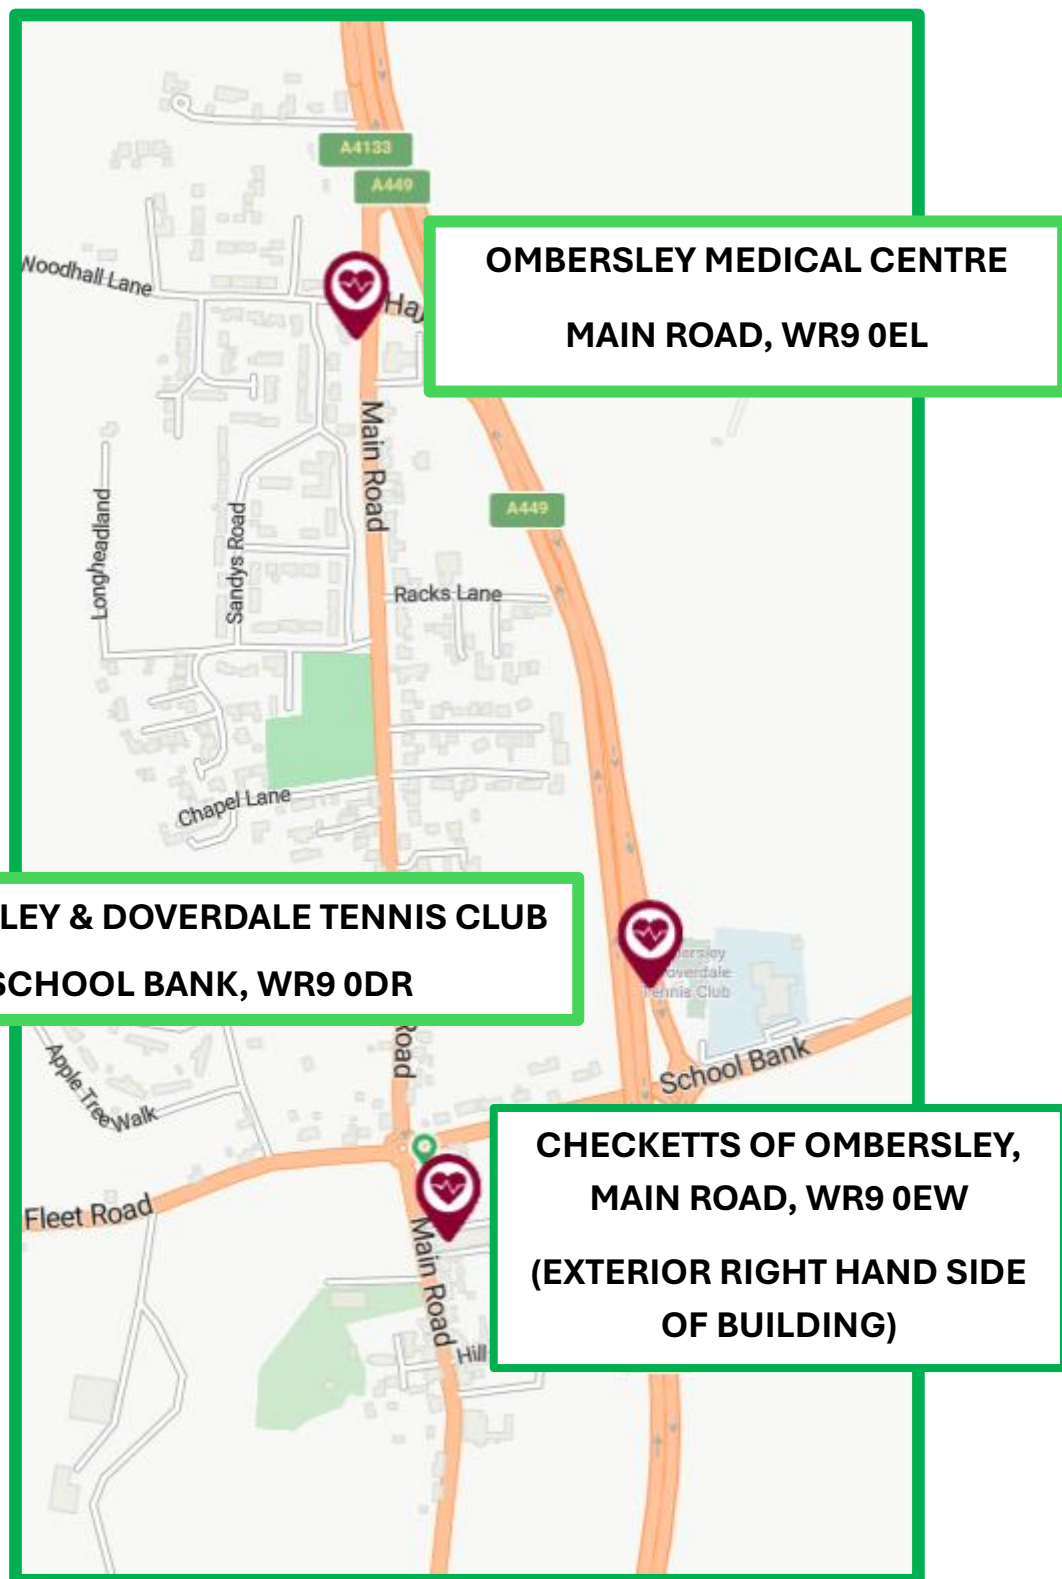 A4133
A449
OMBERSLEY MEDICAL CENTRE
MAIN ROAD, WR9 0EL
Woodhall Lane
Main Road
A449
Longheadland
Sandys Road
Racks Lane
Chapel Lane
LEY & DOVERDALE TENNIS CLUB
SCHOOL BANK, WR9 0DR
Tennis Club
Road
School Bank
Apple Tree Walk
CHECKETTS OF OMBERSLEY,
MAIN ROAD, WR9 0EW
(EXTERIOR RIGHT HAND SIDE
OF BUILDING)
Fleet Road
Main Road
Hill